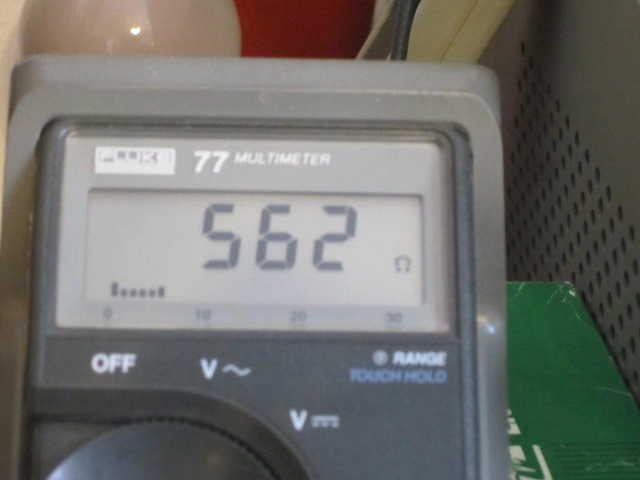 FLUKE 77 MULTIMETER
562 Ω
0 10 20 30
OFF V~ RANGE
TOUCH HOLD
V⎓